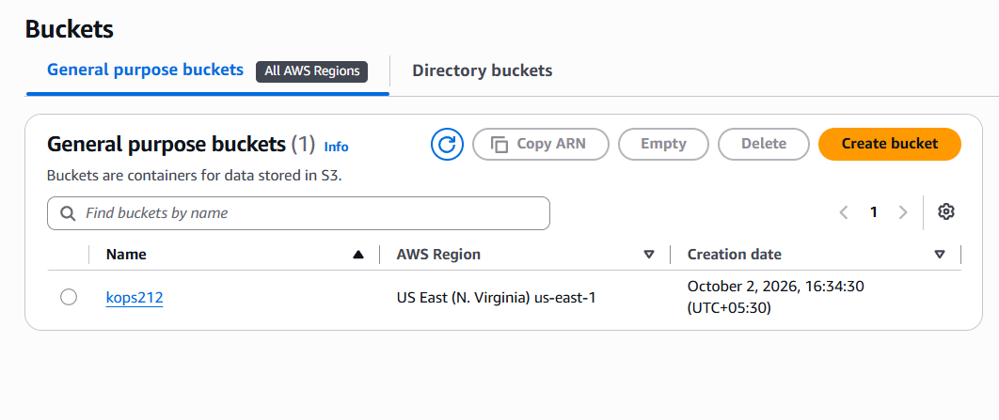 Buckets
General purpose buckets All AWS Regions Directory buckets
General purpose buckets (1) Info Copy ARN Empty Delete Create bucket
Buckets are containers for data stored in S3.
Find buckets by name 1
Name AWS Region Creation date
kops212 US East (N. Virginia) us-east-1 October 2, 2026, 16:34:30
(UTC+05:30)